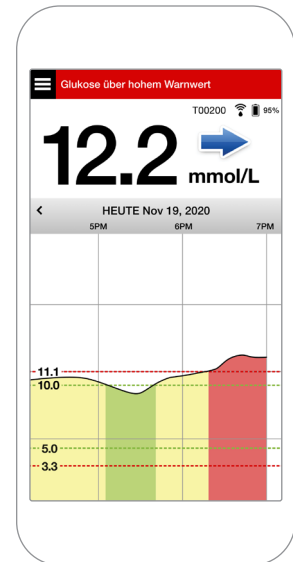 Glukose über hohem Warnwert
T00200 95%
12.2
mmol/L
HEUTE Nov 19, 2020
5PM 6PM 7PM
11.1
10.0
5.0
3.3